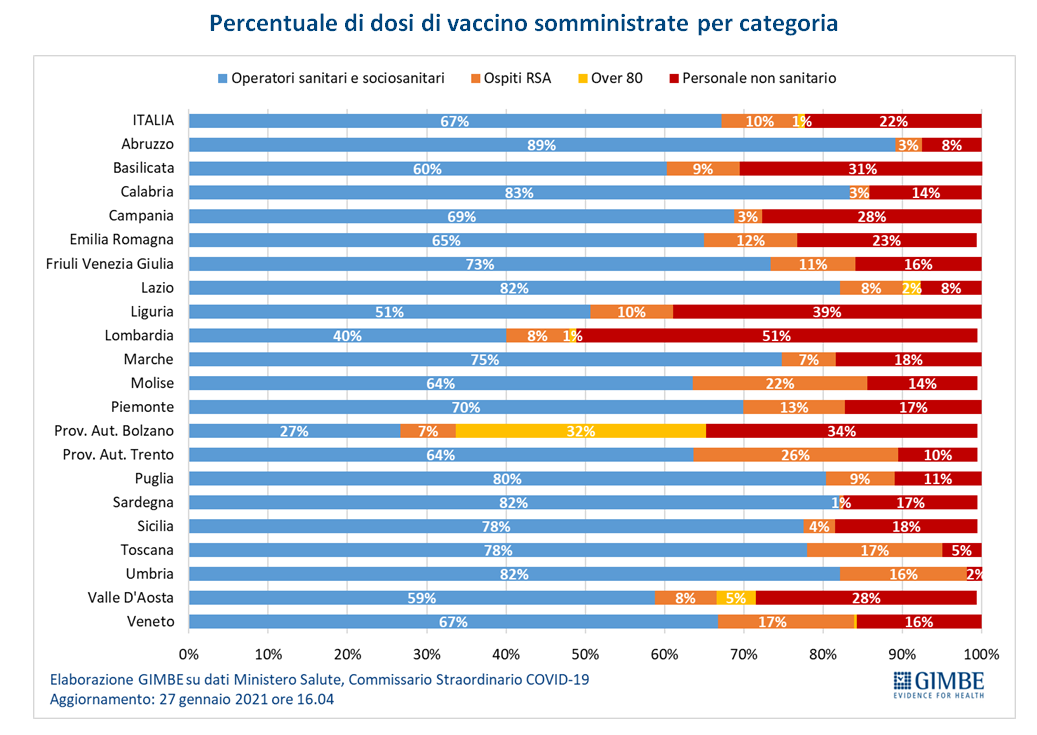 Percentuale di dosi di vaccino somministrate per categoria
Operatori sanitari e sociosanitari Ospiti RSA Over 80 Personale non sanitario
ITALIA 67% 10% 1% 22%
Abruzzo 89% 3% 8%
Basilicata 60% 9% 31%
Calabria 83% 3% 14%
Campania 69% 3% 28%
Emilia Romagna 65% 12% 23%
Friuli Venezia Giulia 73% 11% 16%
Lazio 82% 8% 2% 8%
Liguria 51% 10% 39%
Lombardia 40% 8% 1% 51%
Marche 75% 7% 18%
Molise 64% 22% 14%
Piemonte 70% 13% 17%
Prov. Aut. Bolzano 27% 7% 32% 34%
Prov. Aut. Trento 64% 26% 10%
Puglia 80% 9% 11%
Sardegna 82% 1% 17%
Sicilia 78% 4% 18%
Toscana 78% 17% 5%
Umbria 82% 16% 2%
Valle D'Aosta 59% 8% 5% 28%
Veneto 67% 17% 16%
0% 10% 20% 30% 40% 50% 60% 70% 80% 90% 100%
Elaborazione GIMBE su dati Ministero Salute, Commissario Straordinario COVID-19
Aggiornamento: 27 gennaio 2021 ore 16.04
GIMBE
EVIDENCE FOR HEALTH